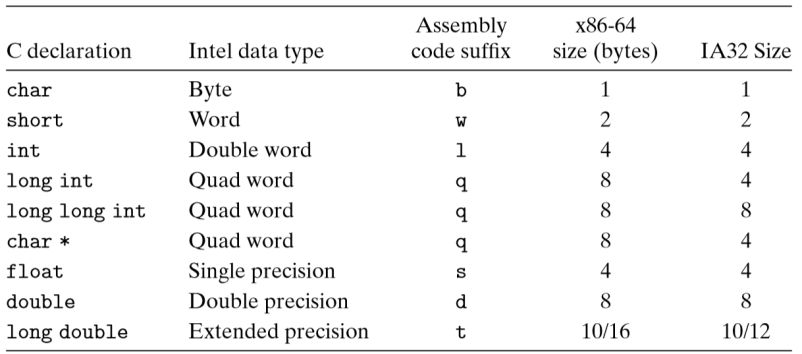 Assembly x86-64
C declaration Intel data type code suffix size (bytes) IA32 Size
char Byte b 1 1
short Word w 2 2
int Double word l 4 4
long int Quad word q 8 4
long long int Quad word q 8 8
char * Quad word q 8 4
float Single precision s 4 4
double Double precision d 8 8
long double Extended precision t 10/16 10/12